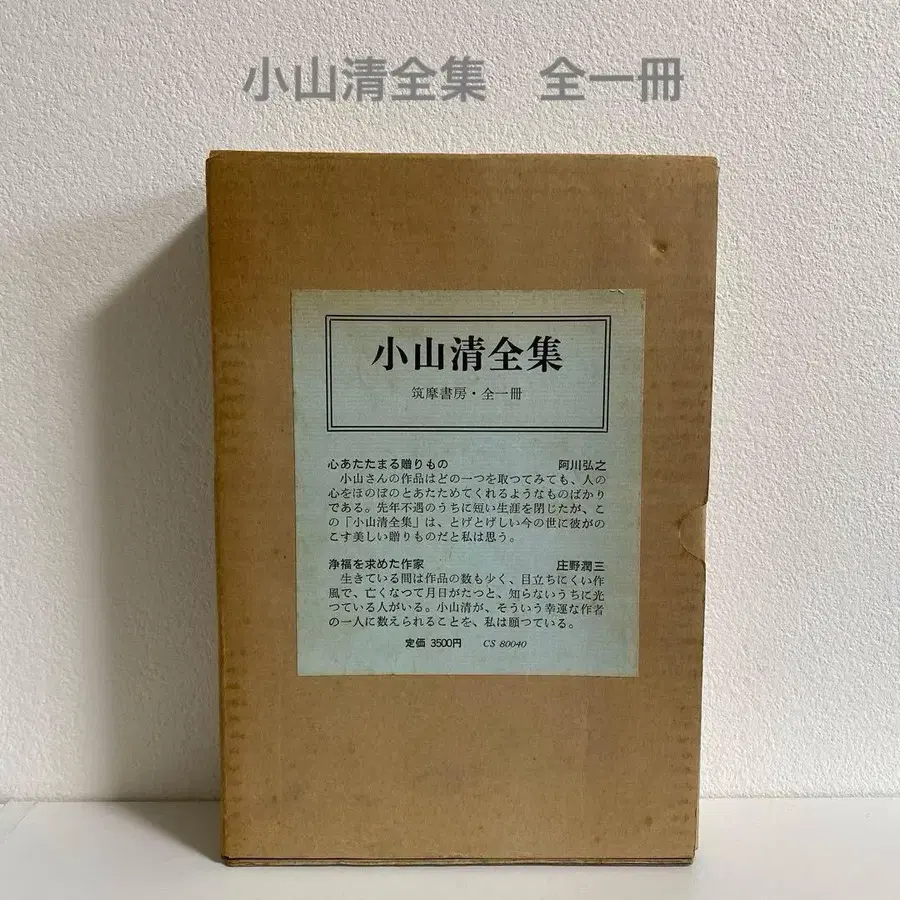 小山清全集　全一冊
小山清全集
筑摩書房・全一冊
心あたたまる贈りもの　阿川弘之
小山さんの作品はどの一つを取つてみても、人の
心をほのぼのとあたためてくれるようなものばかり
である。先年不遇のうちに短い生涯を閉じたが、こ
の「小山清全集」は、とげとげしい今の世に彼がの
こす美しい贈りものだと私は思う。
浄福を求めた作家　庄野潤三
生きている間は作品の数も少く、目立ちにくい作
風で、亡くなつて月日がたつと、知らないうちに光
つている人がいる。小山清が、そういう幸運な作者
の一人に数えられることを、私は願つている。
定価 3500円　CS 80040